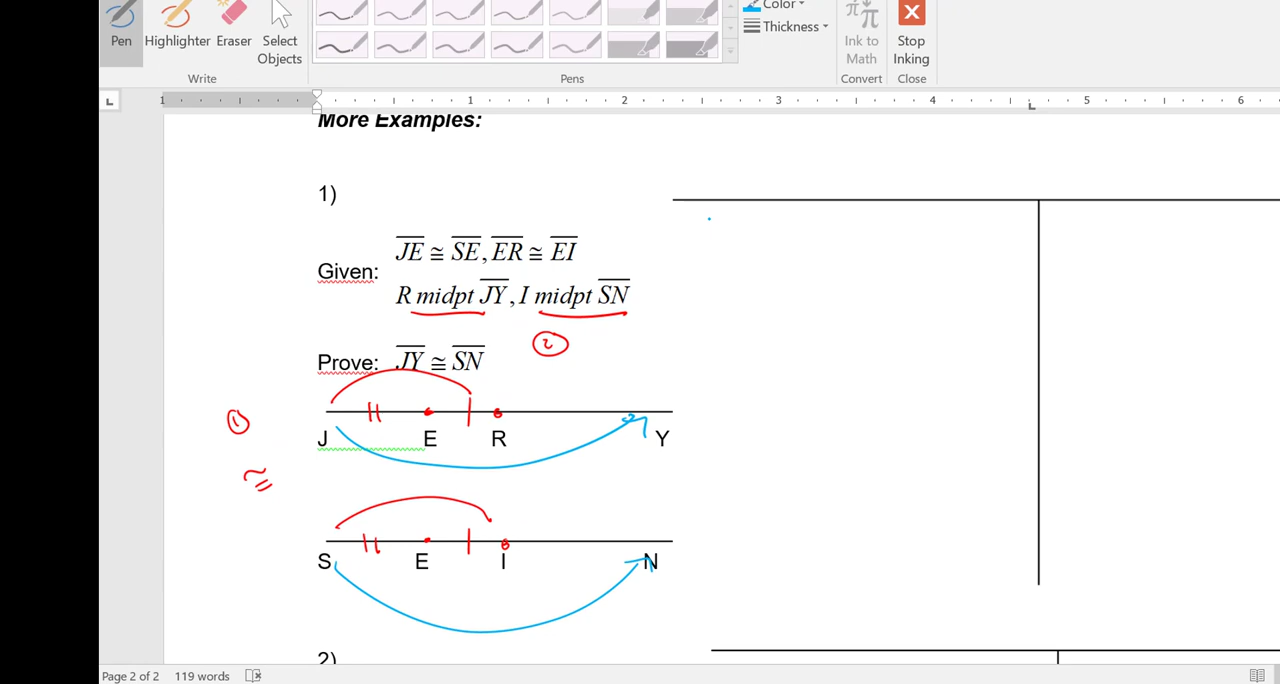 Color
Thickness
Pen
Highlighter
Eraser
Select Objects
Ink to Math
Stop Inking
Write
Pens
Convert
Close
L
1 1 2 3 4 5 6
More Examples:
1)
Given: JE ≅ SE, ER ≅ EI
R midpt JY, I midpt SN
2
Prove: JY ≅ SN
1
J E R Y
≅
S E I N
2)
Page 2 of 2 119 words